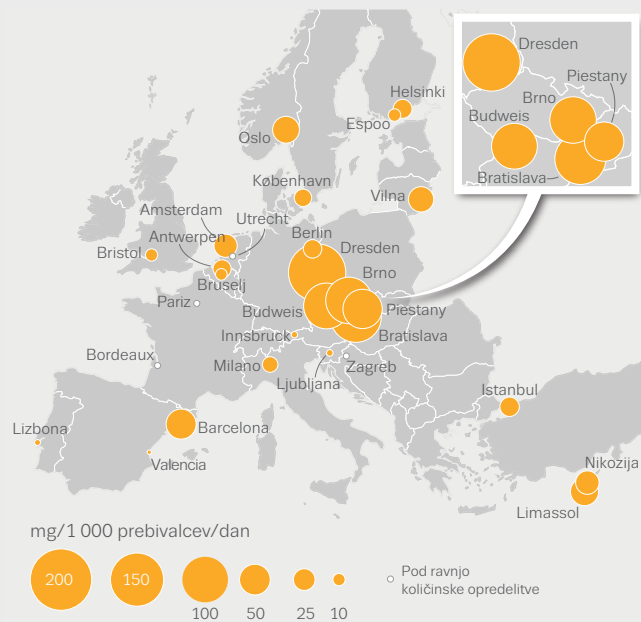 Dresden
Piestany
Brno
Budweis
Bratislava
Helsinki
Espoo
Oslo
København
Vilna
Amsterdam
Utrecht
Antwerpen
Berlin
Bristol
Dresden
Bruselj
Brno
Pariz
Budweis
Piestany
Innsbruck
Bratislava
Bordeaux
Milano
Zagreb
Ljubljana
Istanbul
Lizbona
Barcelona
Valencia
Nikozija
Limassol
mg/1 000 prebivalcev/dan
200
150
100
50
25
10
Pod ravnjo
količinske opredelitve